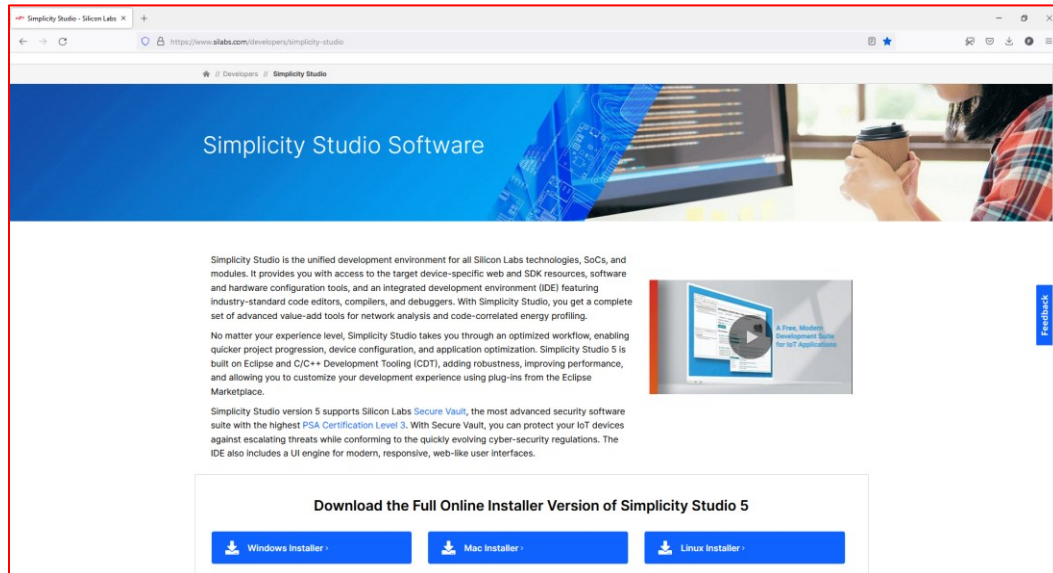 Simplicity Studio - Silicon Labs
https://www.silabs.com/developers/simplicity-studio
// Developers // Simplicity Studio
Simplicity Studio Software
Simplicity Studio is the unified development environment for all Silicon Labs technologies, SoCs, and
modules. It provides you with access to the target device-specific web and SDK resources, software
and hardware configuration tools, and an integrated development environment (IDE) featuring
industry-standard code editors, compilers, and debuggers. With Simplicity Studio, you get a complete
set of advanced value-add tools for network analysis and code-correlated energy profiling.
No matter your experience level, Simplicity Studio takes you through an optimized workflow, enabling
quicker project progression, device configuration, and application optimization. Simplicity Studio 5 is
built on Eclipse and C/C++ Development Tooling (CDT), adding robustness, improving performance,
and allowing you to customize your development experience using plug-ins from the Eclipse
Marketplace.
Simplicity Studio version 5 supports Silicon Labs Secure Vault, the most advanced security software
suite with the highest PSA Certification Level 3. With Secure Vault, you can protect your IoT devices
against escalating threats while conforming to the quickly evolving cyber-security regulations. The
IDE also includes a UI engine for modern, responsive, web-like user interfaces.
A Free, Modern
Development Suite
for IoT Applications
Feedback
Download the Full Online Installer Version of Simplicity Studio 5
Windows Installer ›
Mac Installer ›
Linux Installer ›